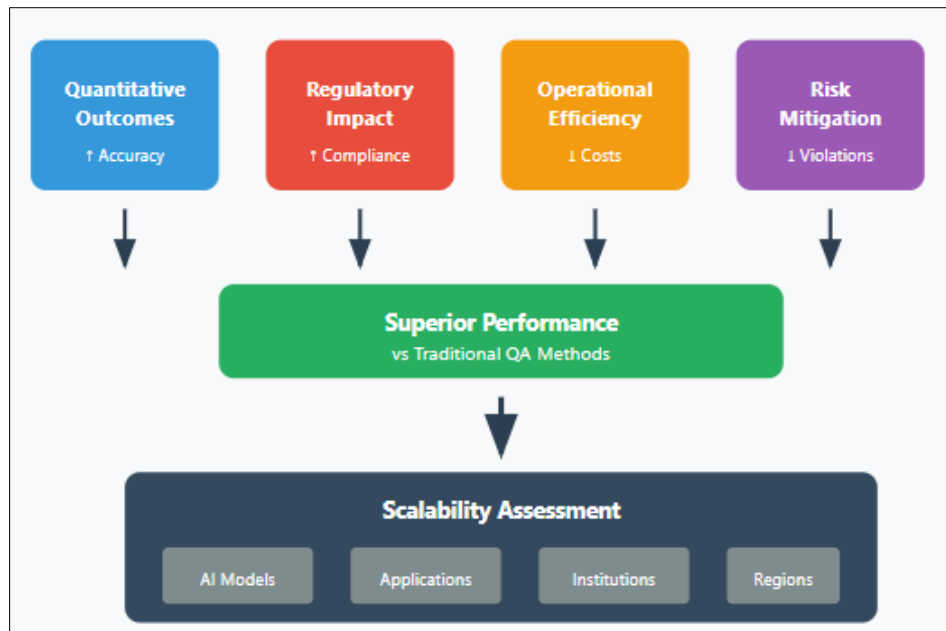 Quantitative
Outcomes
↑ Accuracy
Regulatory
Impact
↑ Compliance
Operational
Efficiency
↓ Costs
Risk
Mitigation
↓ Violations
Superior Performance
vs Traditional QA Methods
Scalability Assessment
AI Models
Applications
Institutions
Regions